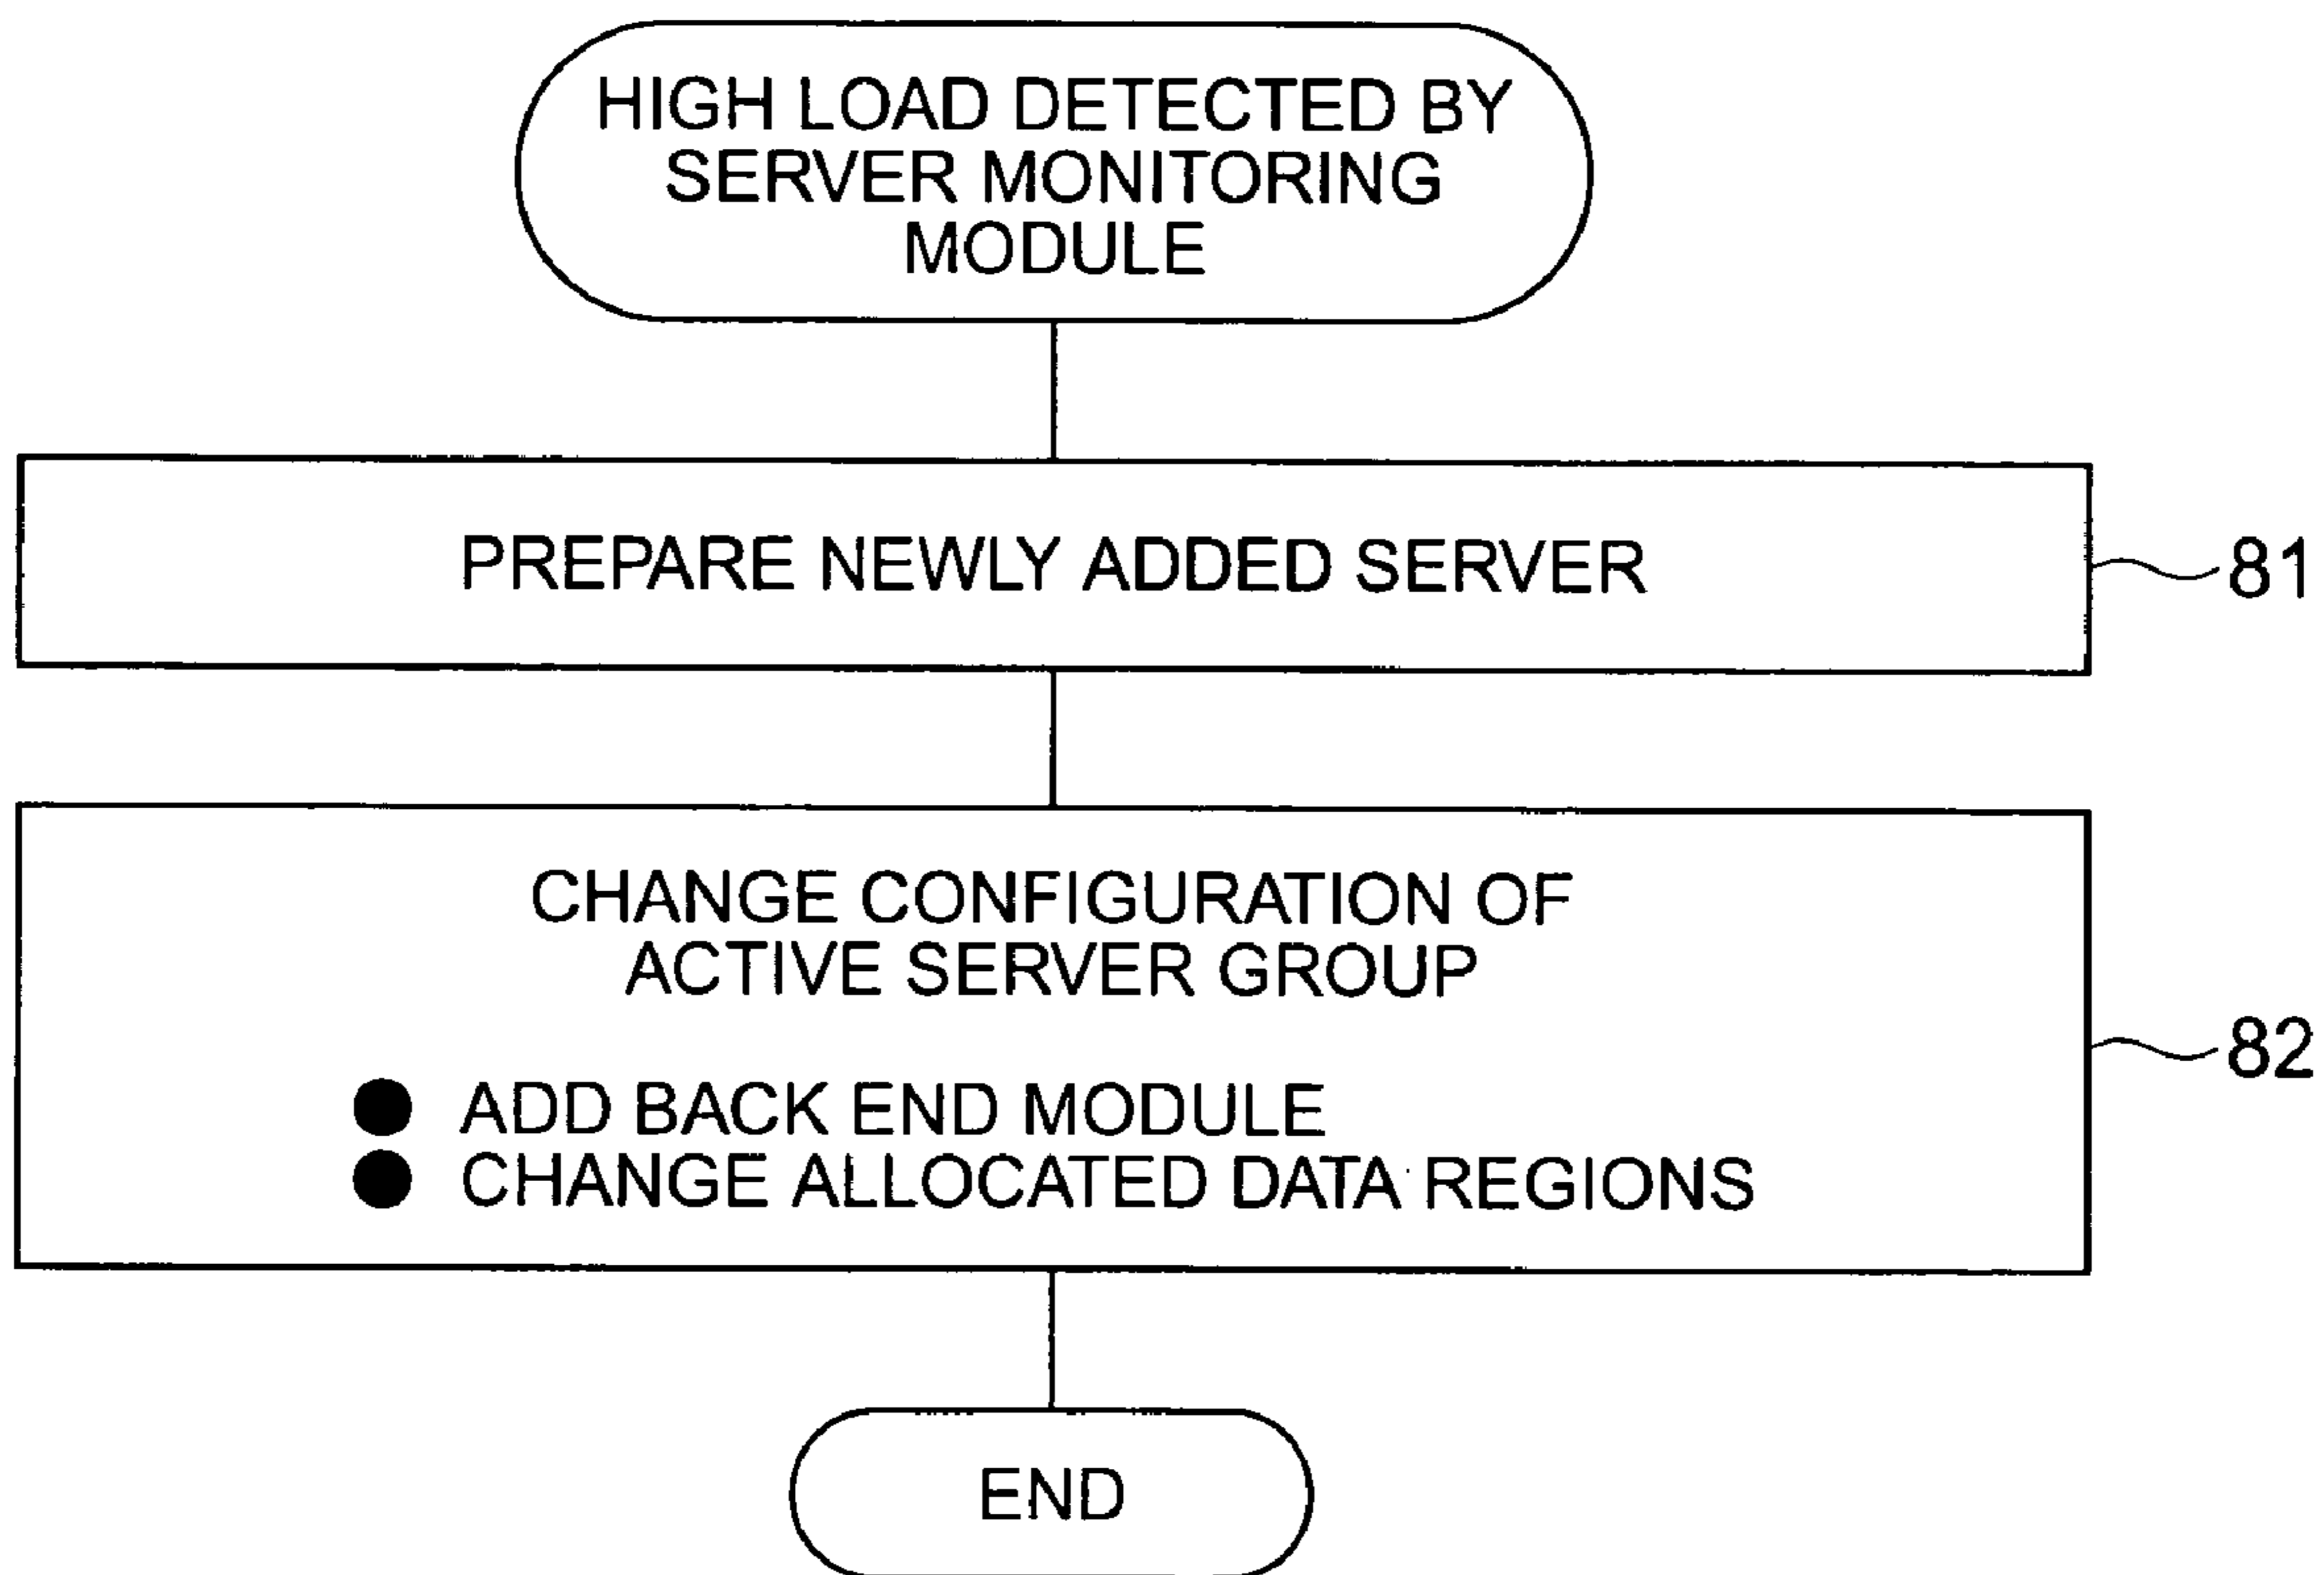 HIGH LOAD DETECTED BY
SERVER MONITORING
MODULE
PREPARE NEWLY ADDED SERVER
81
CHANGE CONFIGURATION OF
ACTIVE SERVER GROUP
82
● ADD BACK END MODULE
● CHANGE ALLOCATED DATA REGIONS
END